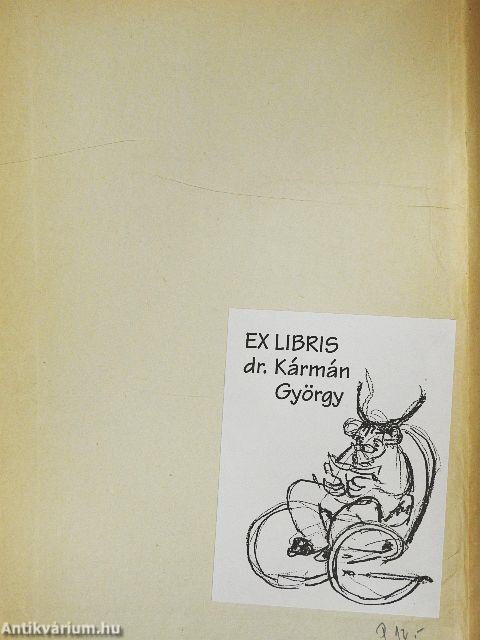 EX LIBRIS
dr. Kármán
György
Antikvárium.hu